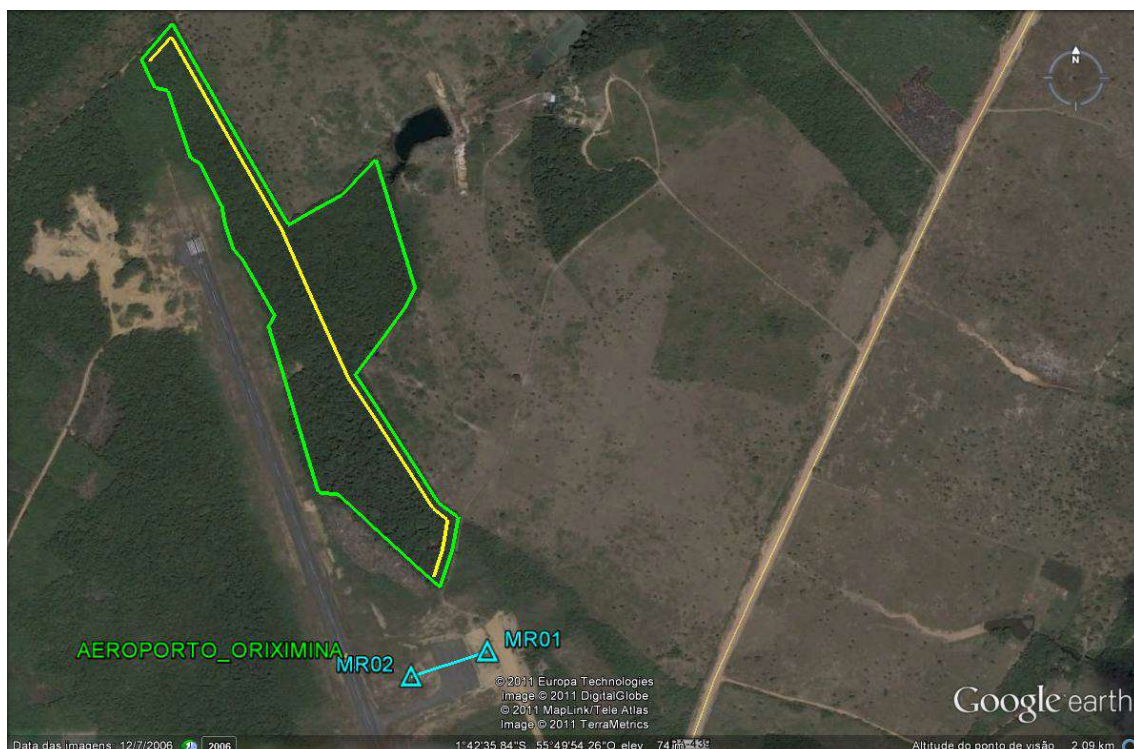 N
AEROPORTO_ORIXIMINA
MR01
MR02
© 2011 Europa Technologies
Image © 2011 DigitalGlobe
© 2011 MapLink/Tele Atlas
Image © 2011 TerraMetrics
Google earth
Data das imagens: 12/7/2006 2006 1°42'35.84"S 55°49'54.26"O elev 74 m Altitude do ponto de visão 2.09 km